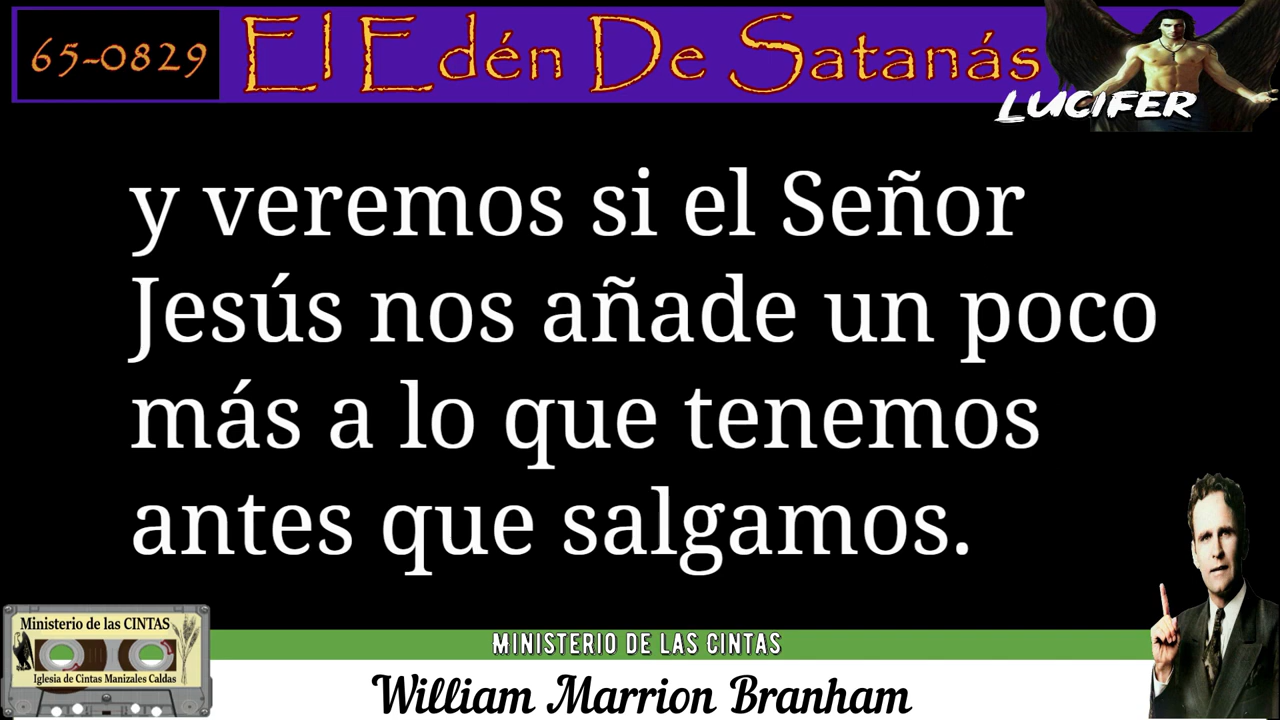 65-0829
El Edén De Satanás
LUCIFER
y veremos si el Señor
Jesús nos añade un poco
más a lo que tenemos
antes que salgamos.
Ministerio de las CINTAS
Iglesia de Cintas Manizales Caldas
MINISTERIO DE LAS CINTAS
William Marrion Branham